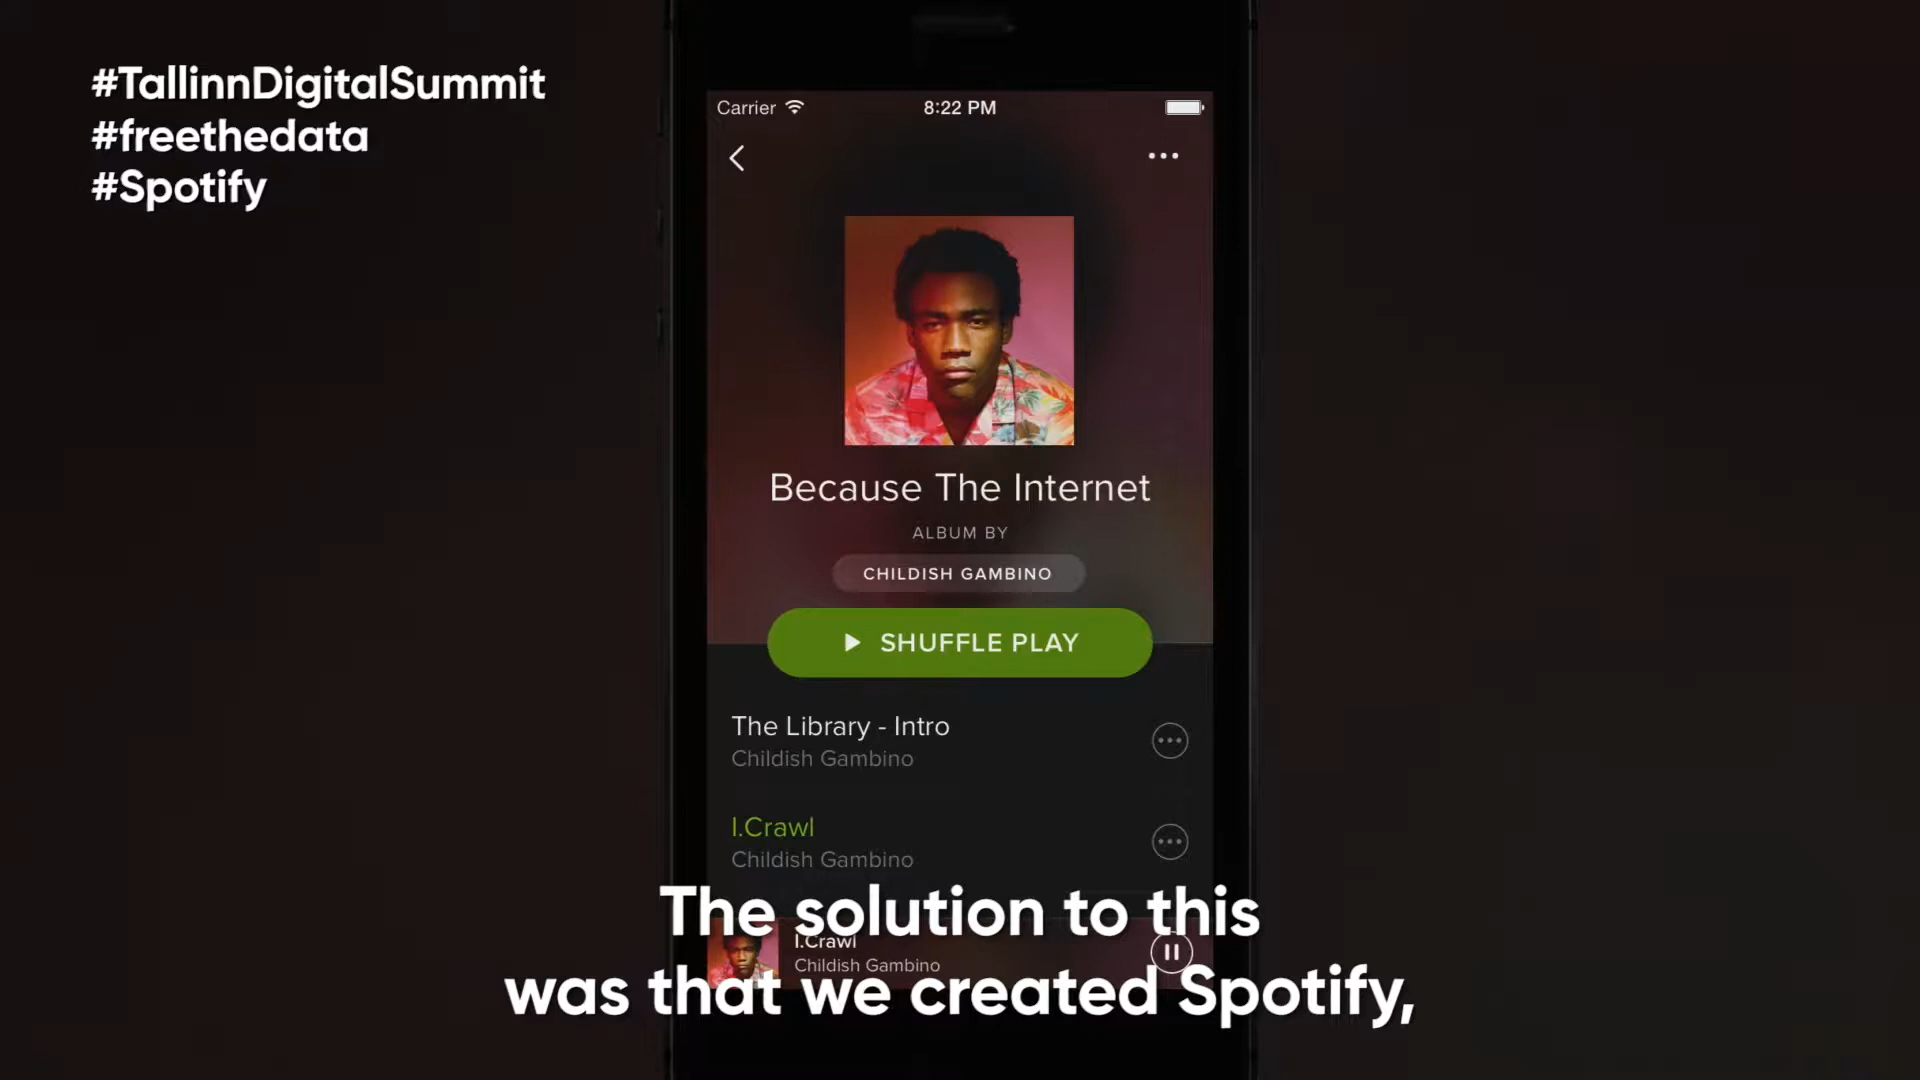 #TallinnDigitalSummit
#freethedata
#Spotify
Carrier
8:22 PM
Because The Internet
ALBUM BY
CHILDISH GAMBINO
SHUFFLE PLAY
The Library - Intro
Childish Gambino
I.Crawl
Childish Gambino
The solution to this
I.Crawl
Childish Gambino
was that we created Spotify,